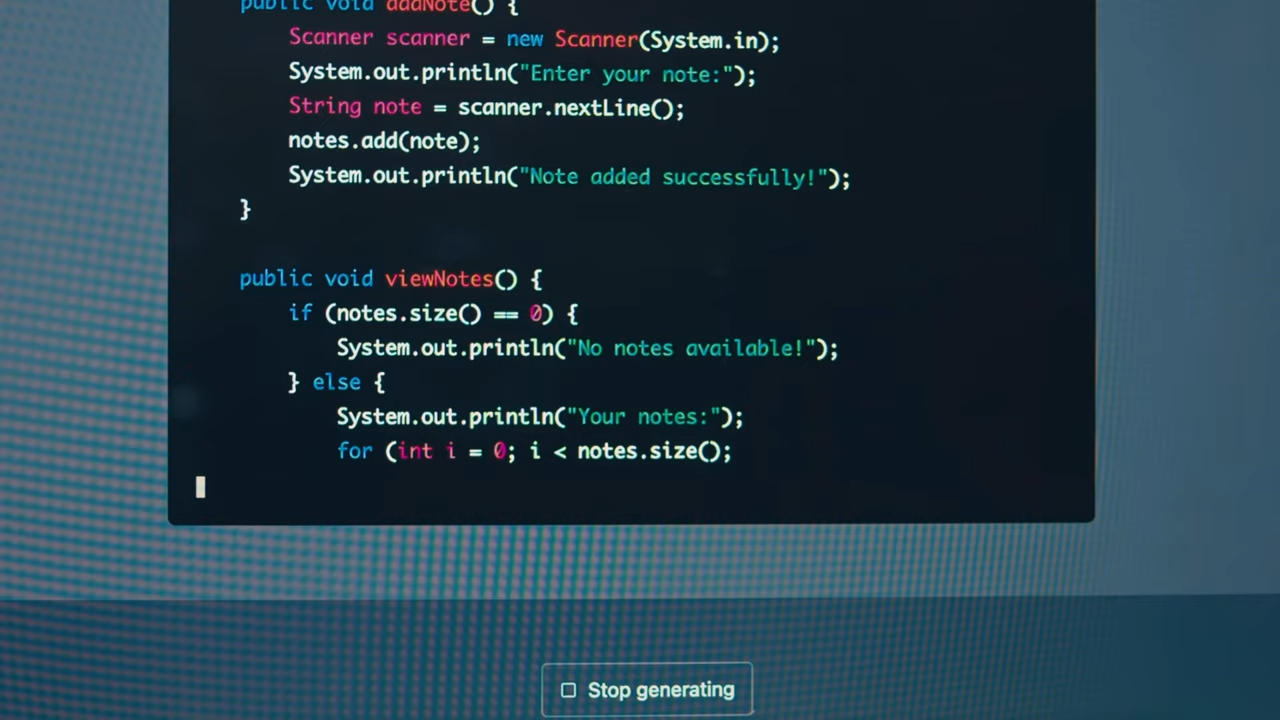 public void addNote() {
Scanner scanner = new Scanner(System.in);
System.out.println("Enter your note:");
String note = scanner.nextLine();
notes.add(note);
System.out.println("Note added successfully!");
}
public void viewNotes() {
if (notes.size() == 0) {
System.out.println("No notes available!");
} else {
System.out.println("Your notes:");
for (int i = 0; i < notes.size();
Stop generating